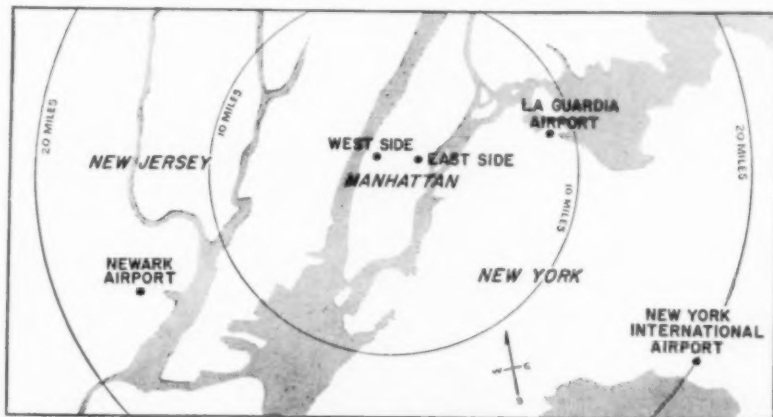 20 MILES
10 MILES
NEW JERSEY
WEST SIDE
EAST SIDE
MANHATTAN
LA GUARDIA
AIRPORT
20 MILES
10 MILES
NEWARK
AIRPORT
NEW YORK
NEW YORK
INTERNATIONAL
AIRPORT
W
E
S